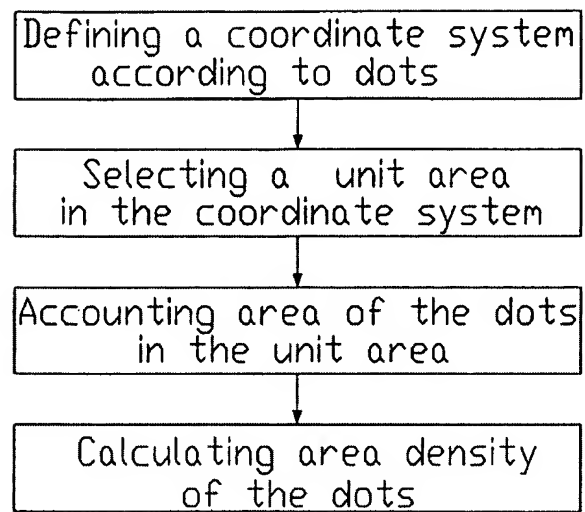 Defining a coordinate system
according to dots
Selecting a unit area
in the coordinate system
Accounting area of the dots
in the unit area
Calculating area density
of the dots